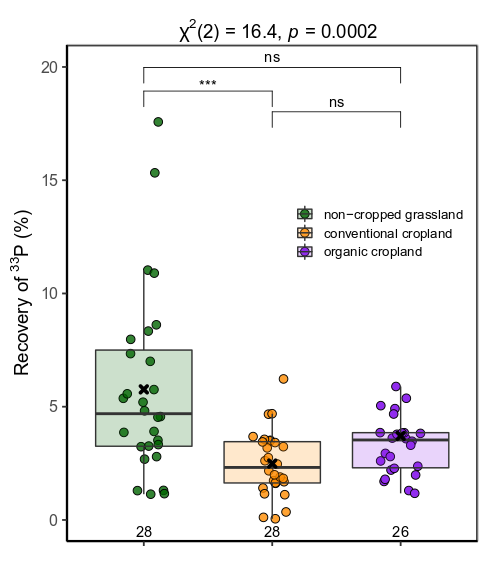 χ²(2) = 16.4, p = 0.0002
ns
***
ns
20
15
10
5
0
Recovery of ³³P (%)
non−cropped grassland
conventional cropland
organic cropland
28
28
26